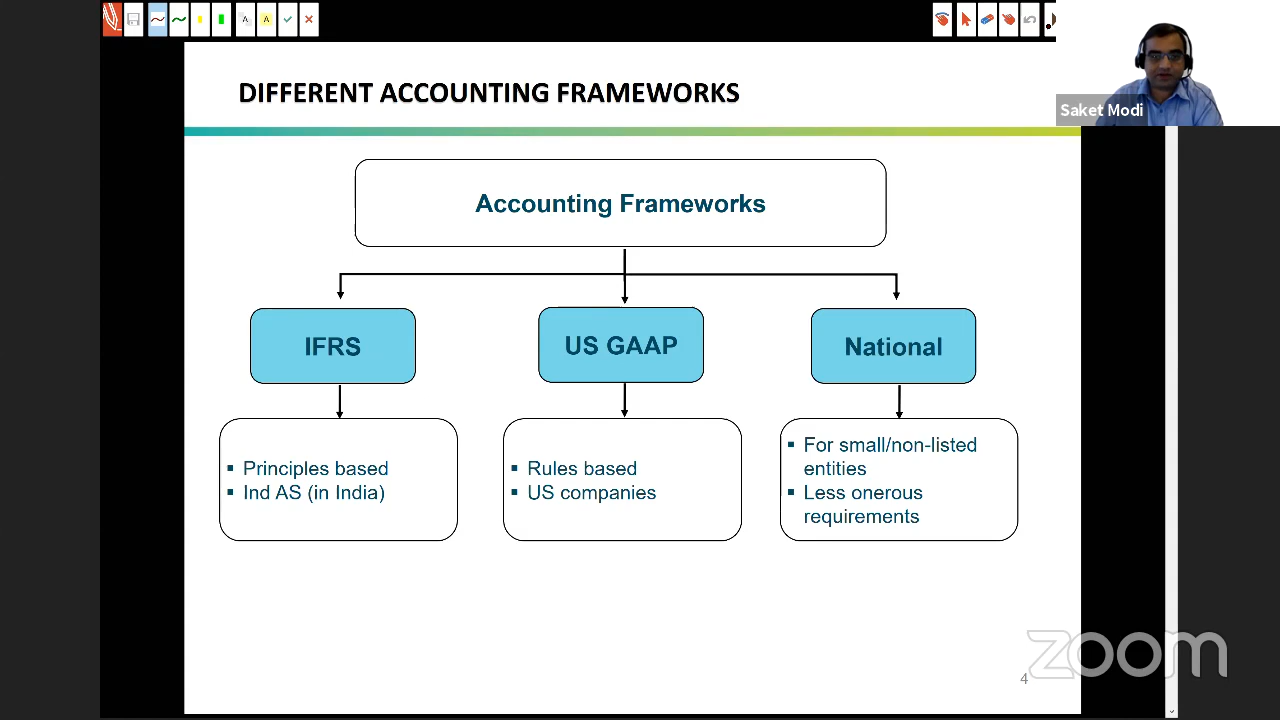 A A
Saket Modi
DIFFERENT ACCOUNTING FRAMEWORKS
Accounting Frameworks
IFRS
US GAAP
National
▪ Principles based
▪ Ind AS (in India)
▪ Rules based
▪ US companies
▪ For small/non-listed
entities
▪ Less onerous
requirements
4
zoom